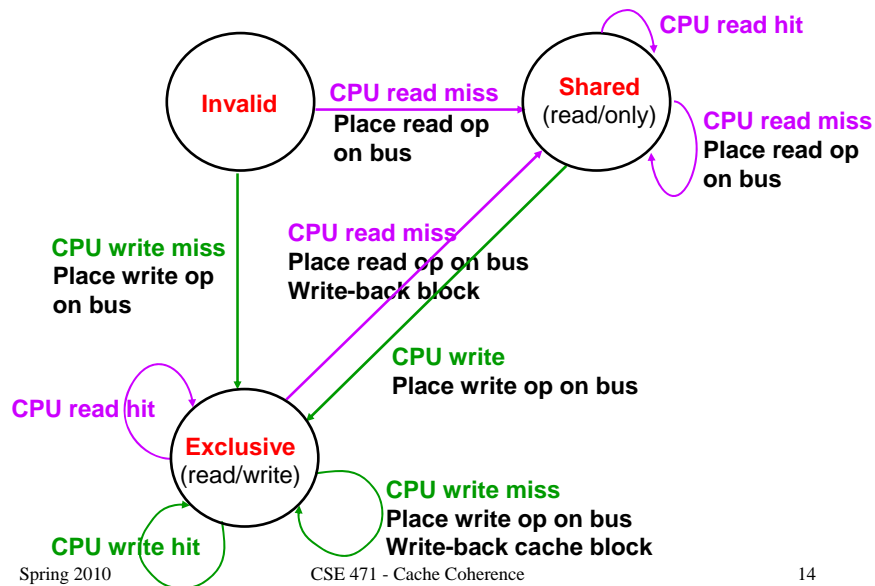 CPU read hit
Invalid
CPU read miss
Place read op
on bus
Shared
(read/only)
CPU read miss
Place read op
on bus
CPU write miss
Place write op
on bus
CPU read miss
Place read op on bus
Write-back block
CPU write
Place write op on bus
CPU read hit
Exclusive
(read/write)
CPU write miss
Place write op on bus
Write-back cache block
CPU write hit
Spring 2010
CSE 471 - Cache Coherence
14